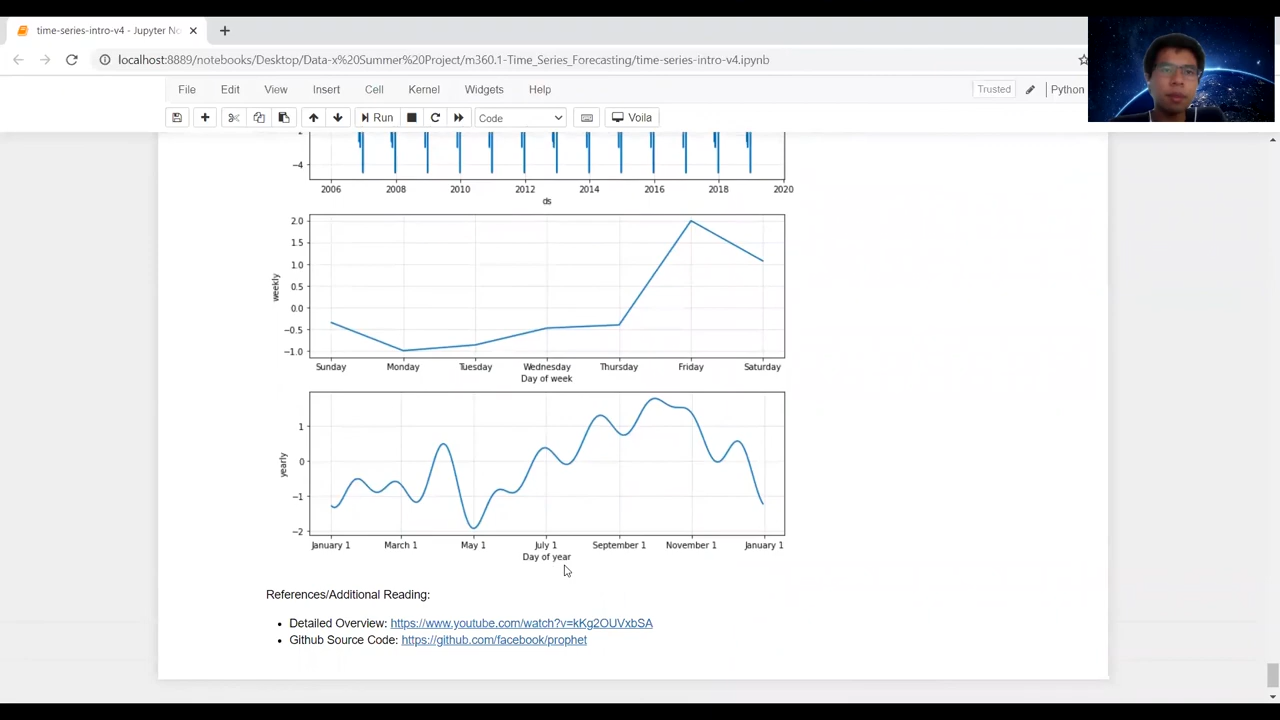 time-series-intro-v4 - Jupyter No
localhost:8889/notebooks/Desktop/Data-x%20Summer%20Project/m360.1-Time_Series_Forecasting/time-series-intro-v4.ipynb
File Edit View Insert Cell Kernel Widgets Help Trusted Python
Run Code Voila
−4
2006 2008 2010 2012 2014 2016 2018 2020
ds
2.0
1.5
1.0
0.5
0.0
−0.5
−1.0
weekly
Sunday Monday Tuesday Wednesday Thursday Friday Saturday
Day of week
1
0
−1
−2
yearly
January 1 March 1 May 1 July 1 September 1 November 1 January 1
Day of year
References/Additional Reading:
• Detailed Overview: https://www.youtube.com/watch?v=kKg2OUVxbSA
• Github Source Code: https://github.com/facebook/prophet